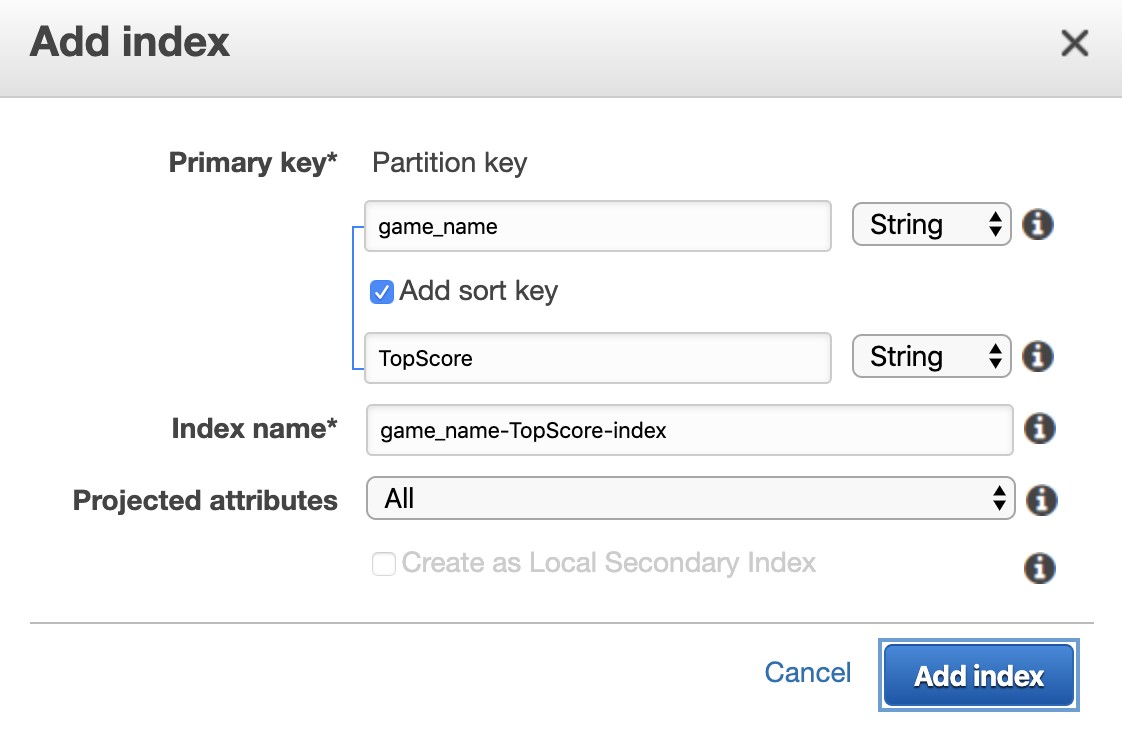 Add index
Primary key* Partition key
game_name String
Add sort key
TopScore String
Index name* game_name-TopScore-index
Projected attributes All
Create as Local Secondary Index
Cancel Add index